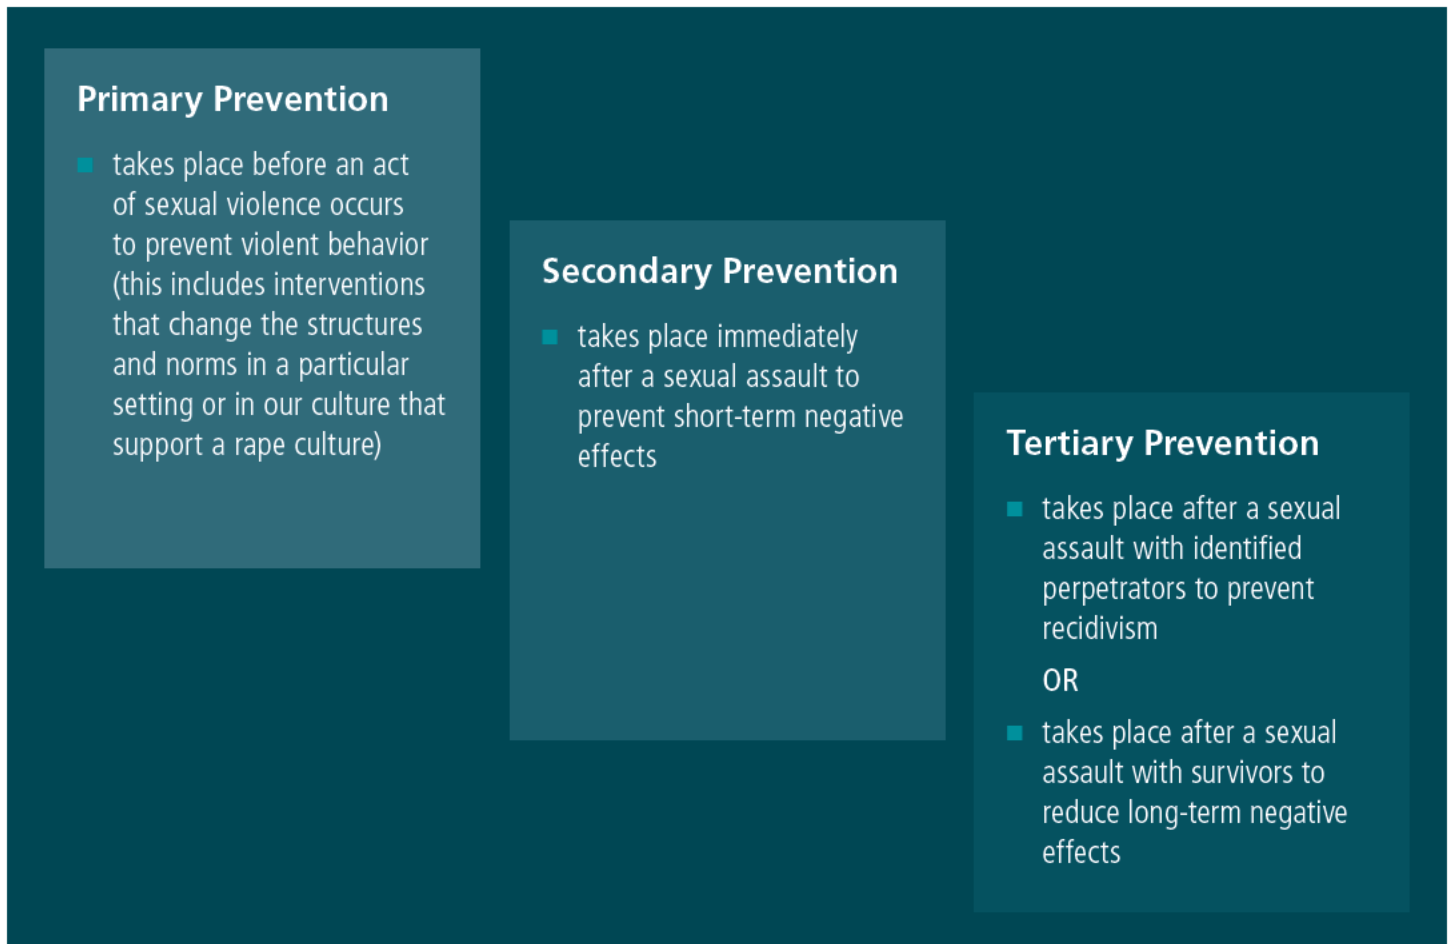 Primary Prevention
takes place before an act
of sexual violence occurs
to prevent violent behavior
(this includes interventions
that change the structures
and norms in a particular
setting or in our culture that
support a rape culture)
Secondary Prevention
takes place immediately
after a sexual assault to
prevent short-term negative
effects
Tertiary Prevention
takes place after a sexual
assault with identified
perpetrators to prevent
recidivism
OR
takes place after a sexual
assault with survivors to
reduce long-term negative
effects